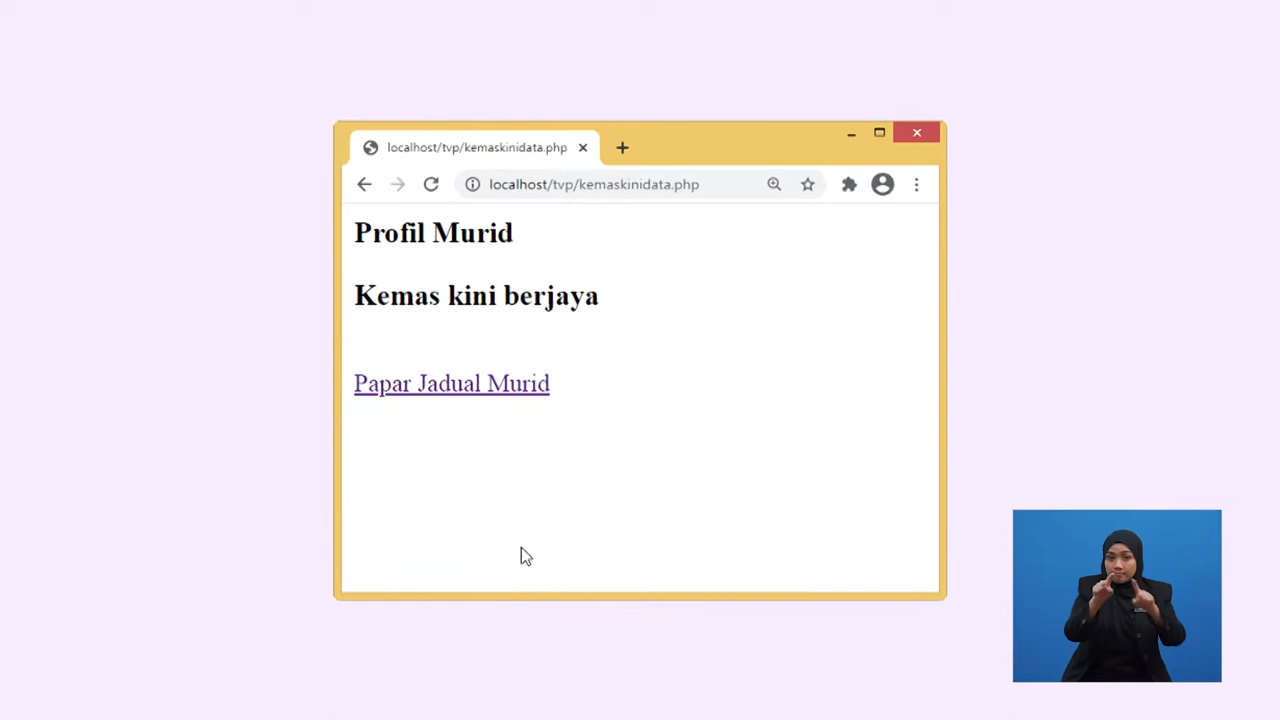 localhost/tvp/kemaskinidata.php
localhost/tvp/kemaskinidata.php
Profil Murid
Kemas kini berjaya
Papar Jadual Murid